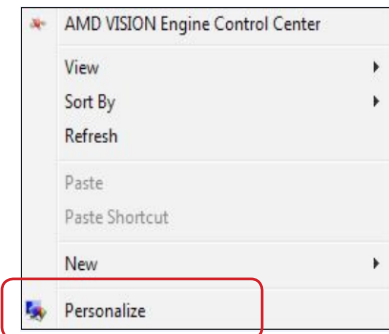 AMD VISION Engine Control Center
View
Sort By
Refresh
Paste
Paste Shortcut
New
Personalize